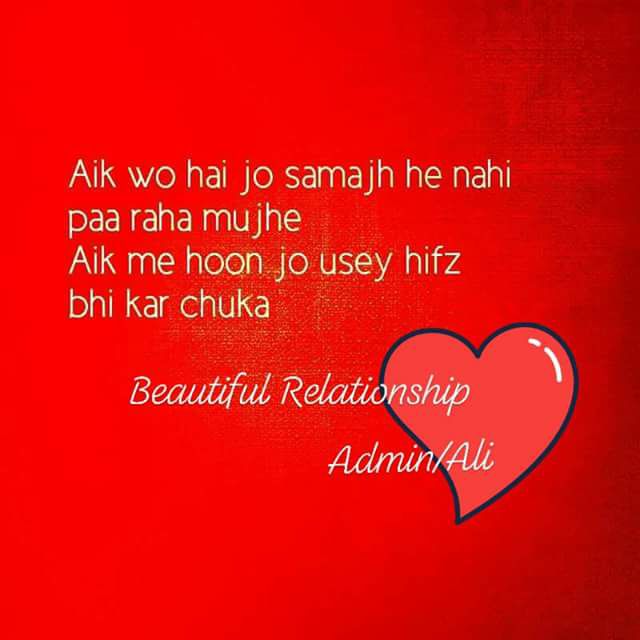 Aik wo hai jo samajh he nahi
paa raha mujhe
Aik me hoon jo usey hifz
bhi kar chuka
Beautiful Relationship
Admin/Ali